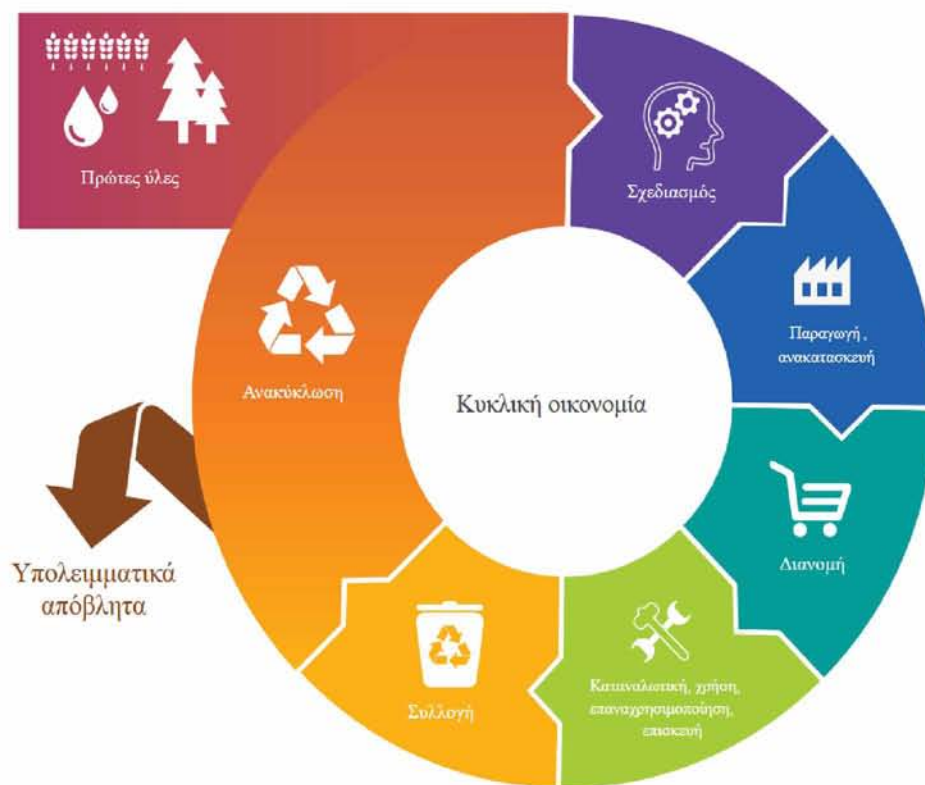 Πρώτες ύλες
Σχεδιασμός
Παραγωγή,
ανακατασκευή
Διανομή
Καταναλωτική, χρήση,
επαναχρησιμοποίηση,
επισκευή
Συλλογή
Ανακύκλωση
Υπολειμματικά
απόβλητα
Κυκλική οικονομία